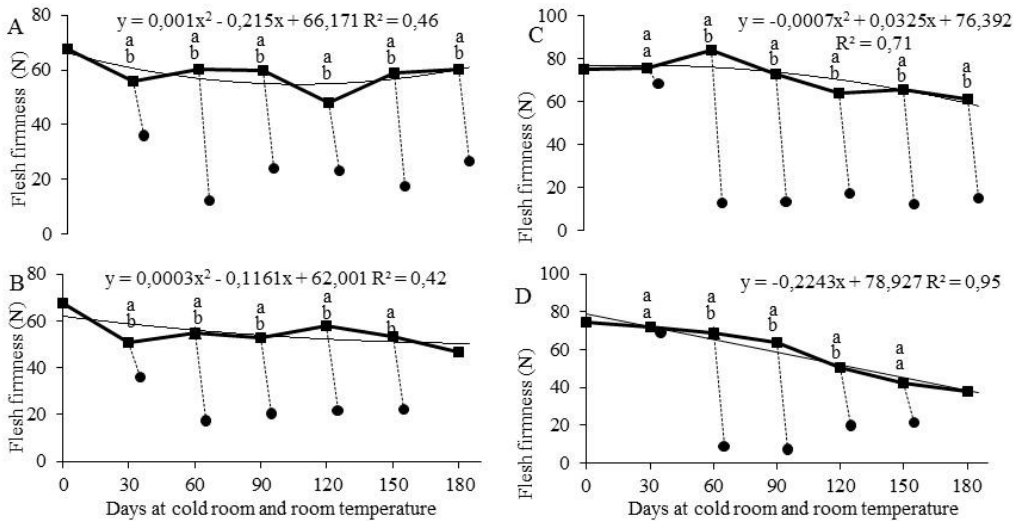 A
y = 0,001x² - 0,215x + 66,171 R² = 0,46
Flesh firmness (N)
80
60
40
20
0
a
b
a
b
a
b
a
b
a
b
a
b
C
y = -0,0007x² + 0,0325x + 76,392
R² = 0,71
Flesh firmness (N)
100
80
60
40
20
0
a
a
a
b
a
b
a
b
a
b
a
b
B
y = 0,0003x² - 0,1161x + 62,001 R² = 0,42
Flesh firmness (N)
80
60
40
20
0
a
b
a
b
a
b
a
b
a
b
0 30 60 90 120 150 180
Days at cold room and room temperature
D
y = -0,2243x + 78,927 R² = 0,95
Flesh firmness (N)
100
80
60
40
20
0
a
a
a
b
a
b
a
b
a
a
0 30 60 90 120 150 180
Days at cold room and room temperature